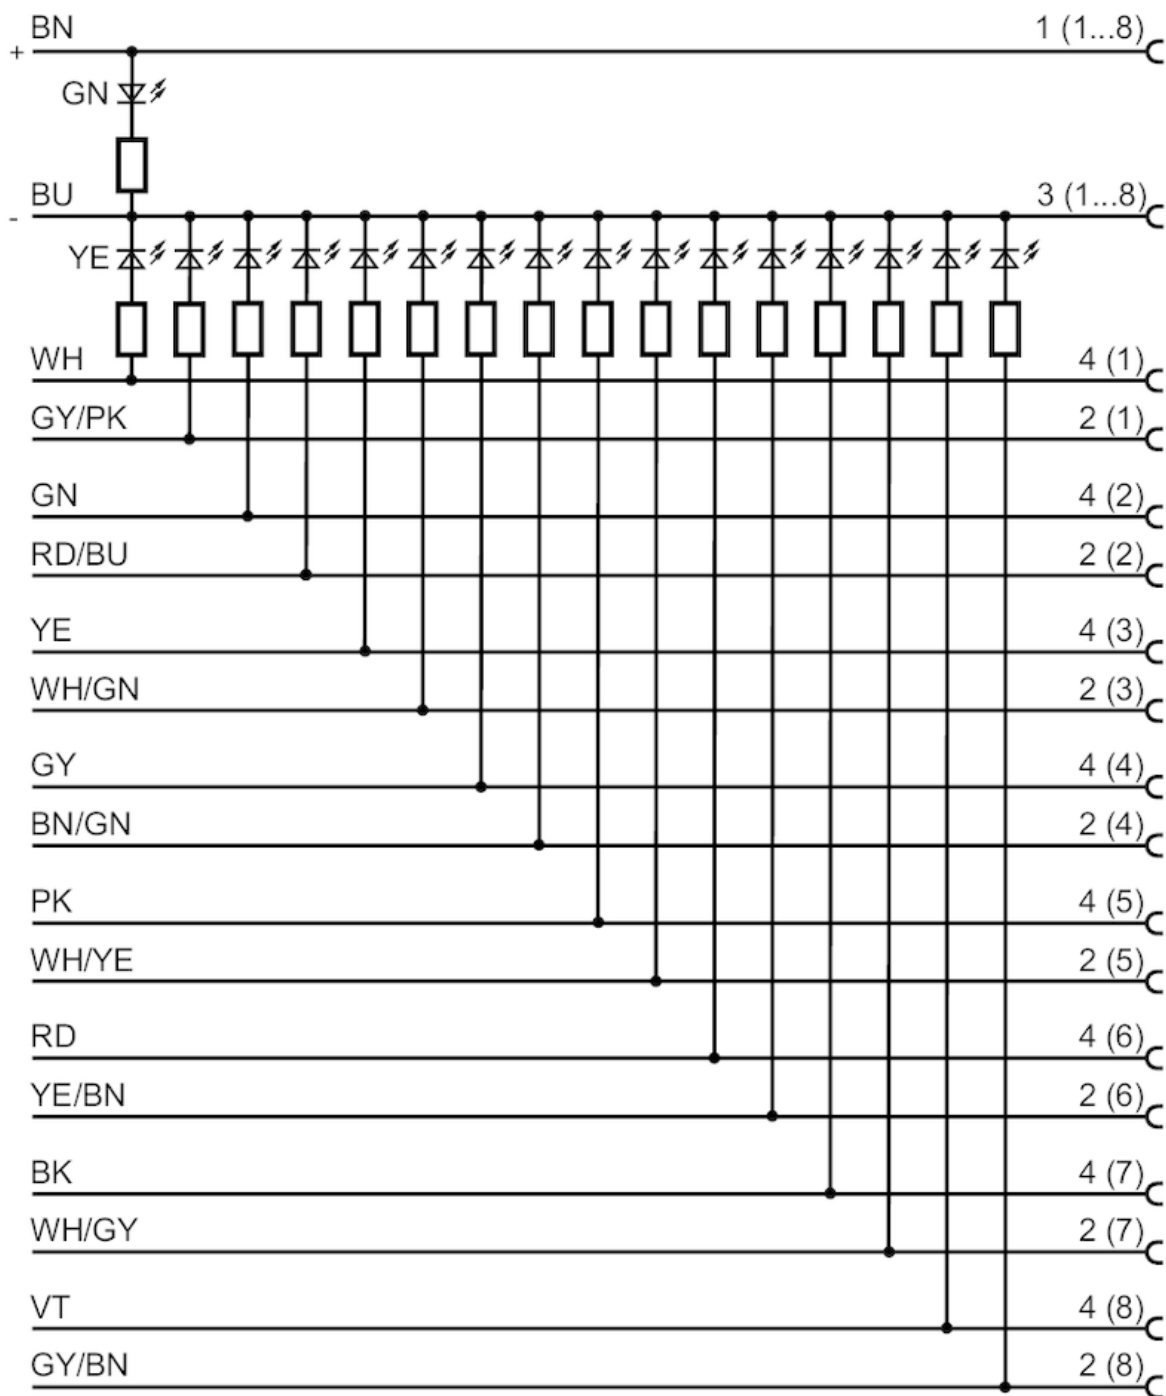 BN 1 (1...8)
+
GN
BU 3 (1...8)
-
YE
WH 4 (1)
GY/PK 2 (1)
GN 4 (2)
RD/BU 2 (2)
YE 4 (3)
WH/GN 2 (3)
GY 4 (4)
BN/GN 2 (4)
PK 4 (5)
WH/YE 2 (5)
RD 4 (6)
YE/BN 2 (6)
BK 4 (7)
WH/GY 2 (7)
VT 4 (8)
GY/BN 2 (8)